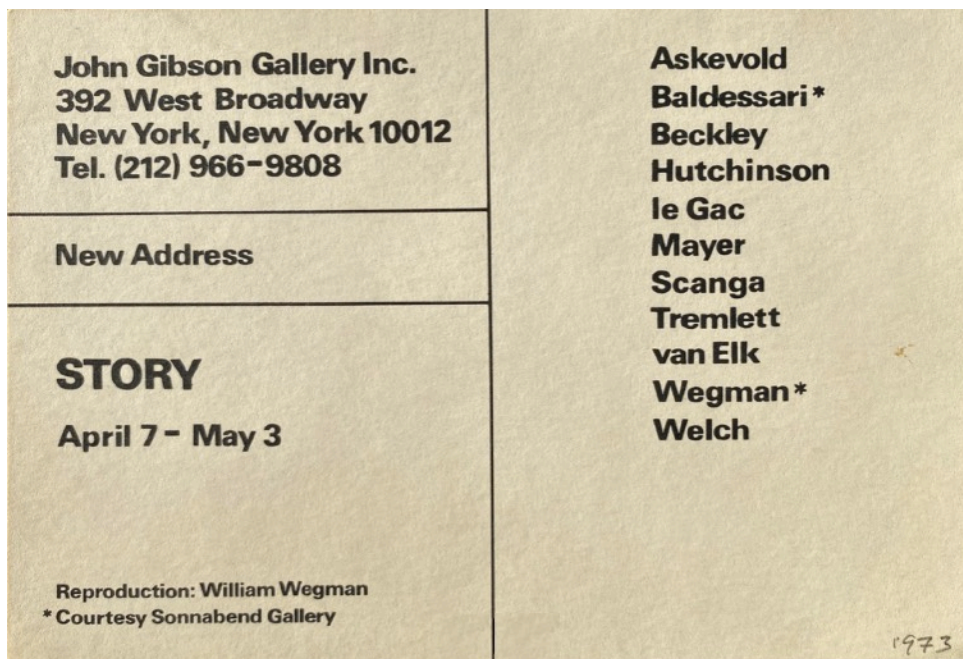 John Gibson Gallery Inc.
392 West Broadway
New York, New York 10012
Tel. (212) 966-9808
New Address
STORY
April 7 - May 3
Reproduction: William Wegman
* Courtesy Sonnabend Gallery
Askevold
Baldessari *
Beckley
Hutchinson
le Gac
Mayer
Scanga
Tremlett
van Elk
Wegman *
Welch
1973